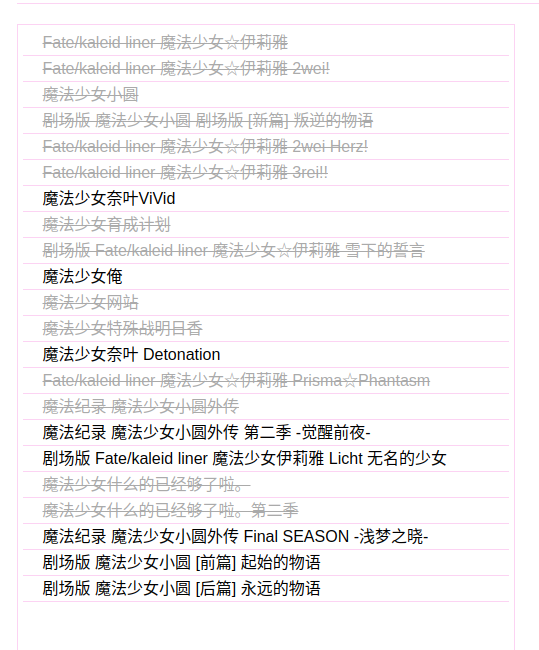 Fate/kaleid liner 魔法少女☆伊莉雅
Fate/kaleid liner 魔法少女☆伊莉雅 2wei!
魔法少女小圆
剧场版 魔法少女小圆 剧场版 [新篇] 叛逆的物语
Fate/kaleid liner 魔法少女☆伊莉雅 2wei Herz!
Fate/kaleid liner 魔法少女☆伊莉雅 3rei!!
魔法少女奈叶ViVid
魔法少女育成计划
剧场版 Fate/kaleid liner 魔法少女☆伊莉雅 雪下的誓言
魔法少女俺
魔法少女网站
魔法少女特殊战明日香
魔法少女奈叶 Detonation
Fate/kaleid liner 魔法少女☆伊莉雅 Prisma☆Phantasm
魔法纪录 魔法少女小圆外传
魔法纪录 魔法少女小圆外传 第二季 -觉醒前夜-
剧场版 Fate/kaleid liner 魔法少女伊莉雅 Licht 无名的少女
魔法少女什么的已经够了啦。
魔法少女什么的已经够了啦。第二季
魔法纪录 魔法少女小圆外传 Final SEASON -浅梦之晓-
剧场版 魔法少女小圆 [前篇] 起始的物语
剧场版 魔法少女小圆 [后篇] 永远的物语